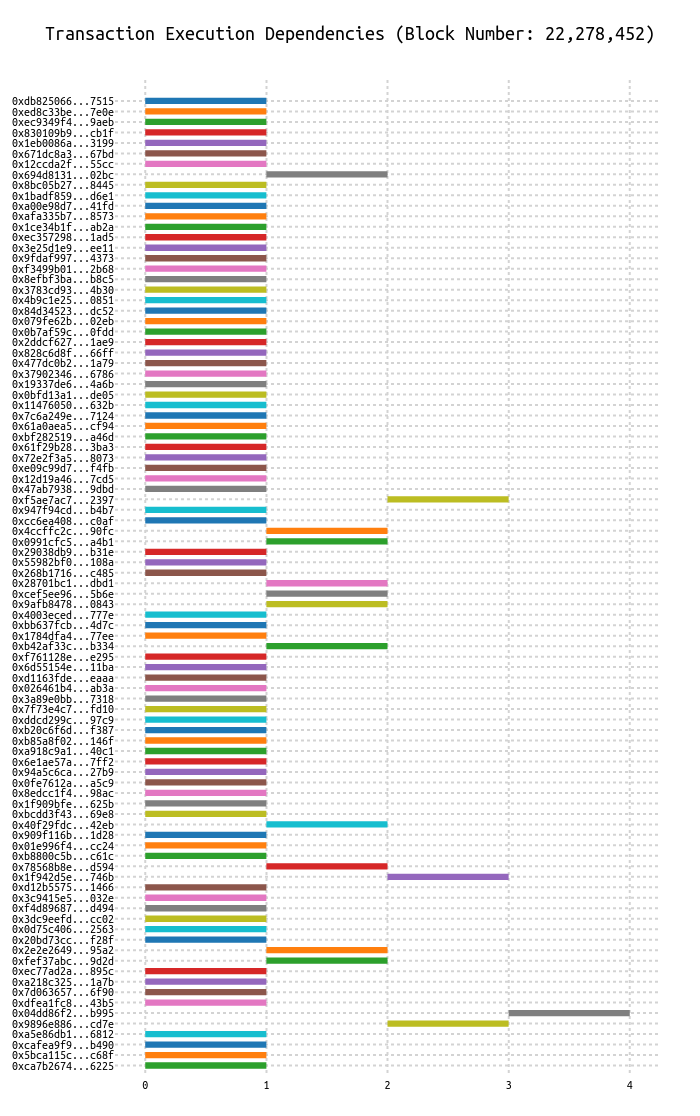 Transaction Execution Dependencies (Block Number: 22,278,452)
0xdb825066...7515
0xed8c33be...7e0e
0xec9349f4...9aeb
0x830109b9...cb1f
0x1eb0086a...3199
0x671dc8a3...67bd
0x12ccda2f...55cc
0x694d8131...02bc
0x8bc05b27...8445
0x1badf859...d6e1
0xa00e98d7...41fd
0xafa335b7...8573
0x1ce34b1f...ab2a
0xec357298...1ad5
0x3e25d1e9...ee11
0x9fdaf997...4373
0xf3499b01...2b68
0x8efbf3ba...b8c5
0x3783cd93...4b30
0x4b9c1e25...0851
0x84d34523...dc52
0x079fe62b...02eb
0x0b7af59c...0fdd
0x2ddcf627...1ae9
0x828c6d8f...66ff
0x477dc0b2...1a79
0x37902346...6786
0x19337de6...4a6b
0x0bfd13a1...de05
0x11476050...632b
0x7c6a249e...7124
0x61a0aea5...cf94
0xbf282519...a46d
0x61f29b28...3ba3
0x72e2f3a5...8073
0xe09c99d7...f4fb
0x12d19a46...7cd5
0x47ab7938...9dbd
0xf5ae7ac7...2397
0x947f94cd...b4b7
0xcc6ea408...c0af
0x4ccffc2c...90fc
0x0991cfc5...a4b1
0x29038db9...b31e
0x55982bf0...108a
0x268b1716...c485
0x28701bc1...dbd1
0xcef5ee96...5b6e
0x9afb8478...0843
0x4003eced...777e
0xbb637fcb...4d7c
0x1784dfa4...77ee
0xb42af33c...b334
0xf761128e...e295
0x6d55154e...11ba
0xd1163fde...eaaa
0x026461b4...ab3a
0x3a89e0bb...7318
0x7f73e4c7...fd10
0xddcd299c...97c9
0xb20c6f6d...f387
0xb85a8f02...146f
0xa918c9a1...40c1
0x6e1ae57a...7ff2
0x94a5c6ca...27b9
0x0fe7612a...a5c9
0x8edcc1f4...98ac
0x1f909bfe...625b
0xbcdd3f43...69e8
0x40f29fdc...42eb
0x909f116b...1d28
0x01e996f4...cc24
0xb8800c5b...c61c
0x78568b8e...d594
0x1f942d5e...746b
0xd12b5575...1466
0x3c9415e5...032e
0xf4d89687...d494
0x3dc9eefd...cc02
0x0d75c406...2563
0x20bd73cc...f28f
0x2e2e2649...95a2
0xfef37abc...9d2d
0xec77ad2a...895c
0xa218c325...1a7b
0x7d063657...6f90
0xdfea1fc8...43b5
0x04dd86f2...b995
0x9896e886...cd7e
0xa5e86db1...6812
0xcafea9f9...b490
0x5bca115c...c68f
0xca7b2674...6225
0 1 2 3 4